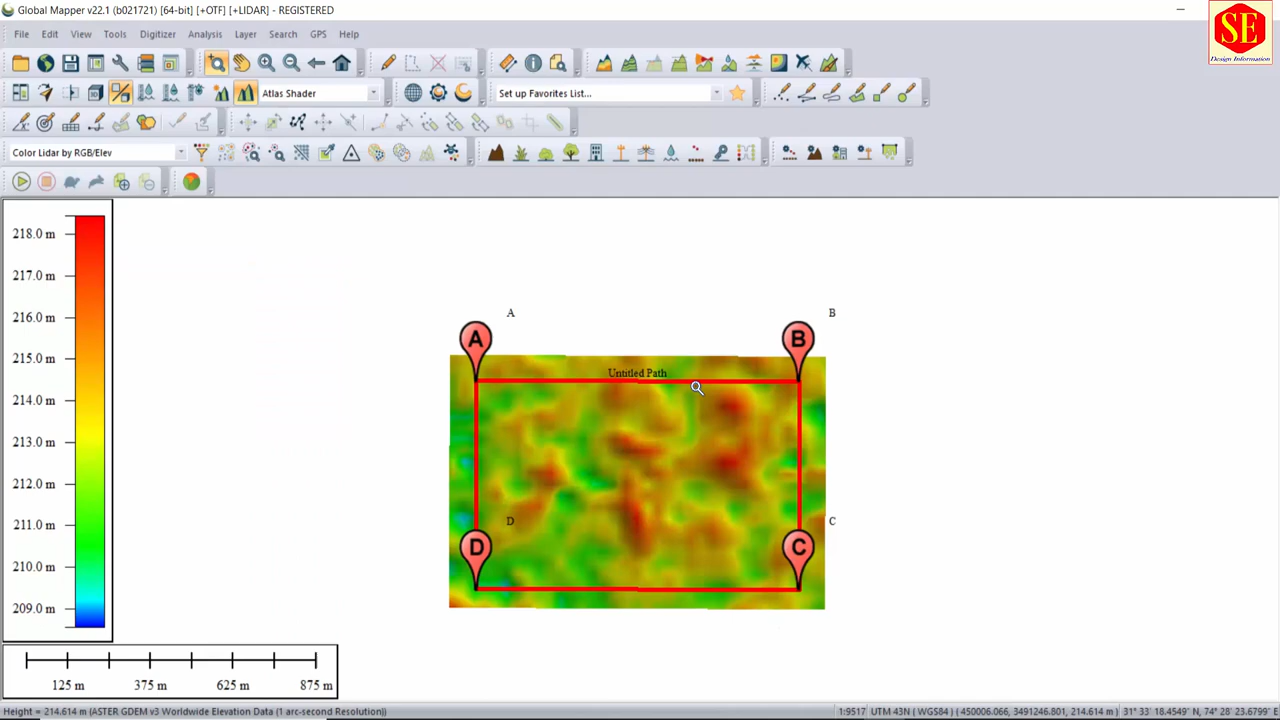 Global Mapper v22.1 (b021721) [64-bit] [+OTF] [+LIDAR] - REGISTERED
SE
Design Information
File Edit View Tools Digitizer Analysis Layer Search GPS Help
Atlas Shader
Set up Favorites List...
Color Lidar by RGB/Elev
218.0 m
217.0 m
216.0 m
215.0 m
214.0 m
213.0 m
212.0 m
211.0 m
210.0 m
209.0 m
A B
A B
Untitled Path
D C
D C
125 m 375 m 625 m 875 m
Height = 214.614 m (ASTER GDEM v3 Worldwide Elevation Data (1 arc-second Resolution))
1:9517 UTM 43N (WGS84) ( 450006.066, 3491246.801, 214.614 m) 31° 33' 18.4549" N, 74° 28' 23.6799" E